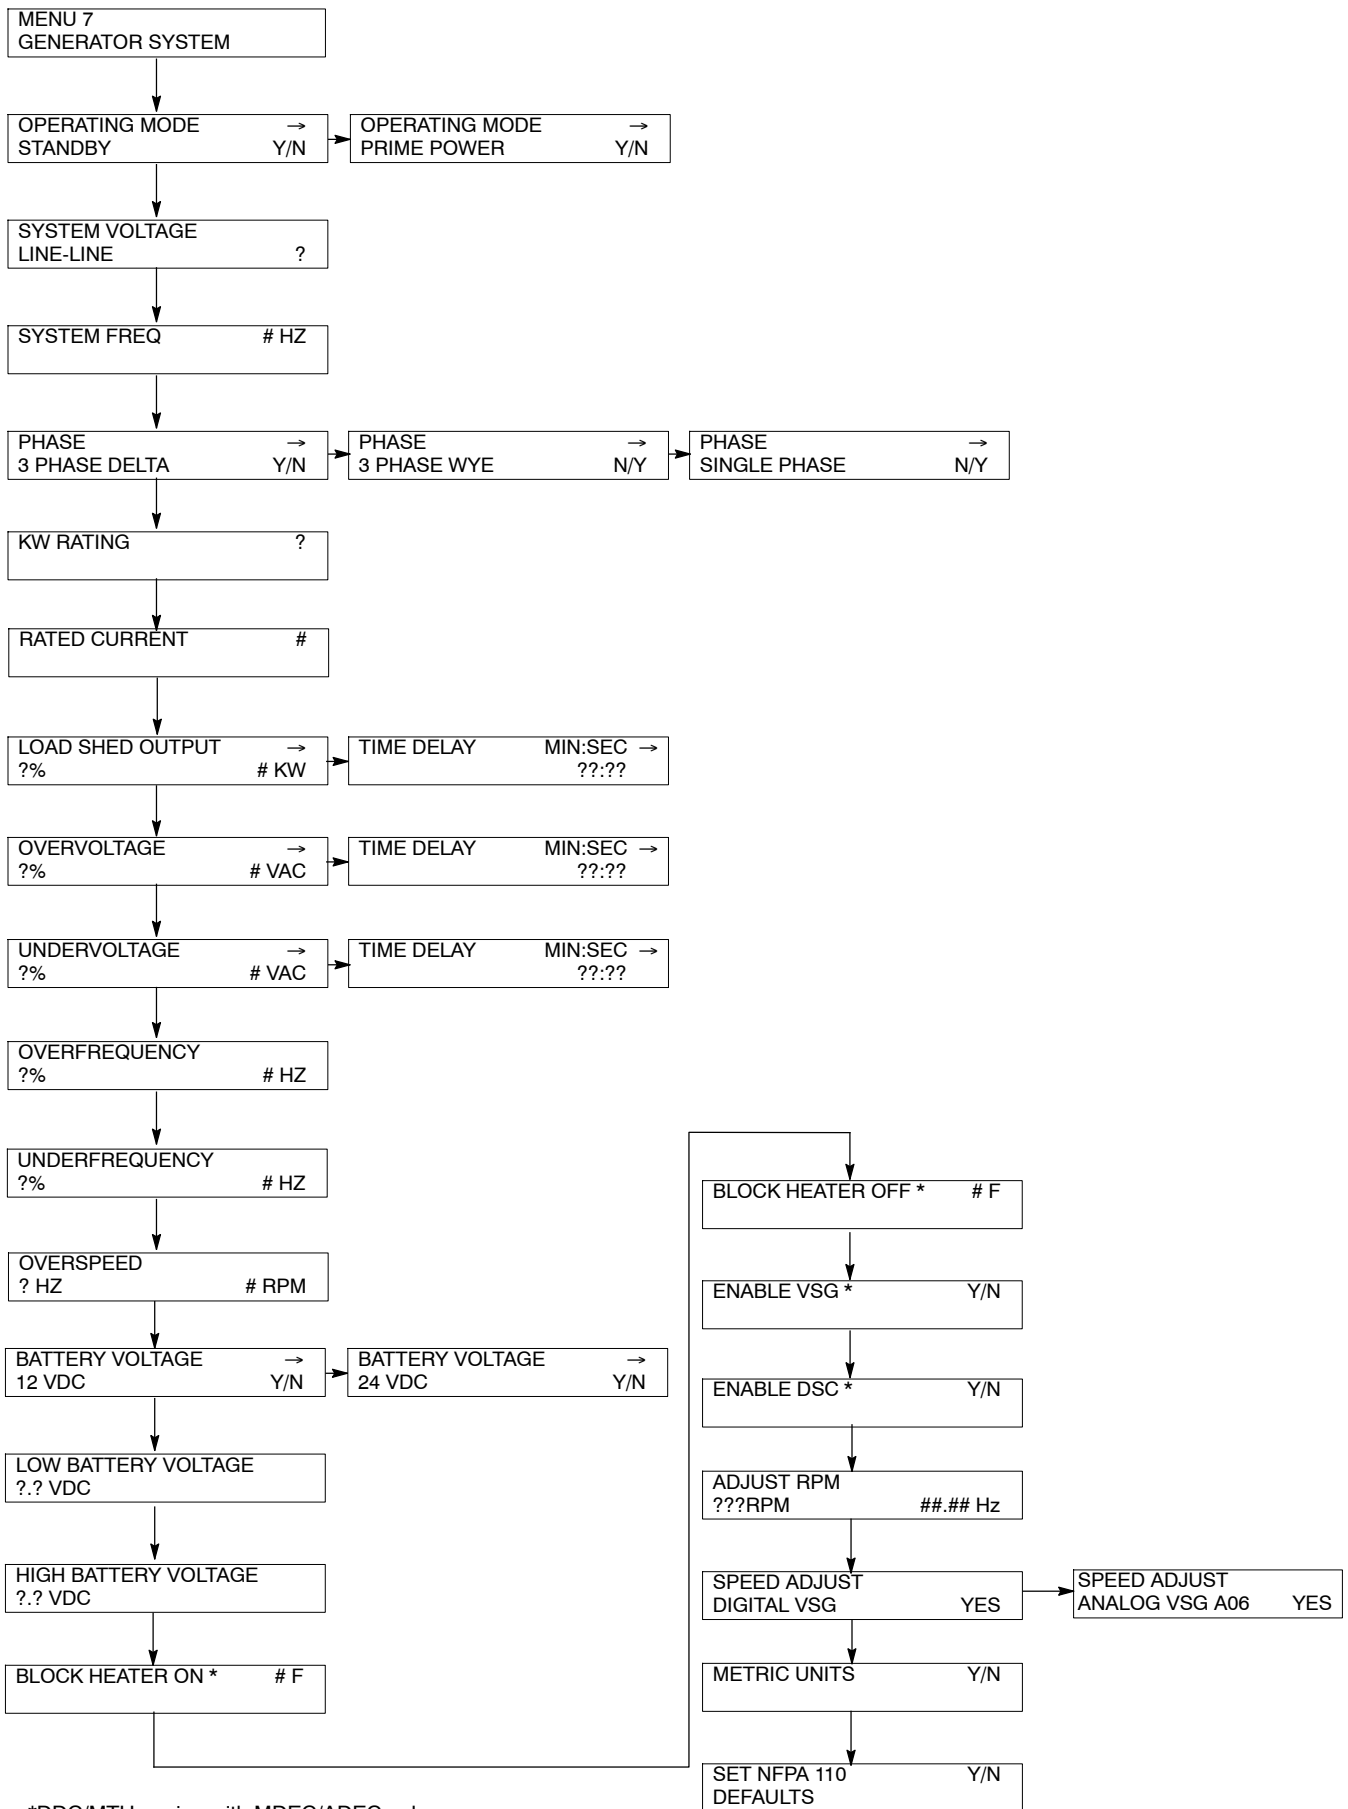 MENU 7
GENERATOR SYSTEM
OPERATING MODE →
STANDBY Y/N
OPERATING MODE →
PRIME POWER Y/N
SYSTEM VOLTAGE
LINE-LINE ?
SYSTEM FREQ # HZ
PHASE →
3 PHASE DELTA Y/N
PHASE →
3 PHASE WYE N/Y
PHASE →
SINGLE PHASE N/Y
KW RATING ?
RATED CURRENT #
LOAD SHED OUTPUT →
?% # KW
TIME DELAY MIN:SEC →
??:??
OVERVOLTAGE →
?% # VAC
TIME DELAY MIN:SEC →
??:??
UNDERVOLTAGE →
?% # VAC
TIME DELAY MIN:SEC →
??:??
OVERFREQUENCY
?% # HZ
UNDERFREQUENCY
?% # HZ
OVERSPEED
? HZ # RPM
BATTERY VOLTAGE →
12 VDC Y/N
BATTERY VOLTAGE →
24 VDC Y/N
LOW BATTERY VOLTAGE
?.? VDC
HIGH BATTERY VOLTAGE
?.? VDC
BLOCK HEATER ON * # F
BLOCK HEATER OFF * # F
ENABLE VSG * Y/N
ENABLE DSC * Y/N
ADJUST RPM
???RPM ##.## Hz
SPEED ADJUST
DIGITAL VSG YES
SPEED ADJUST
ANALOG VSG A06 YES
METRIC UNITS Y/N
SET NFPA 110 Y/N
DEFAULTS